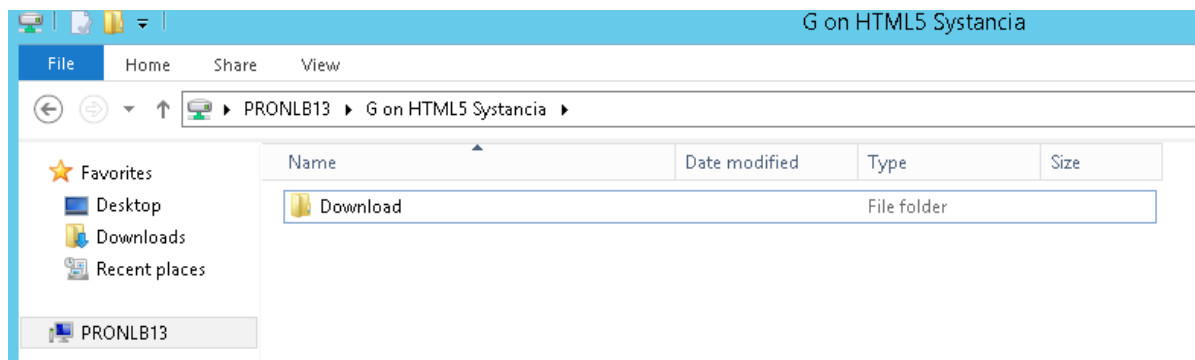 G on HTML5 Systancia
File Home Share View
PRONLB13 G on HTML5 Systancia
Name Date modified Type Size
Favorites
Desktop
Download File folder
Downloads
Recent places
PRONLB13